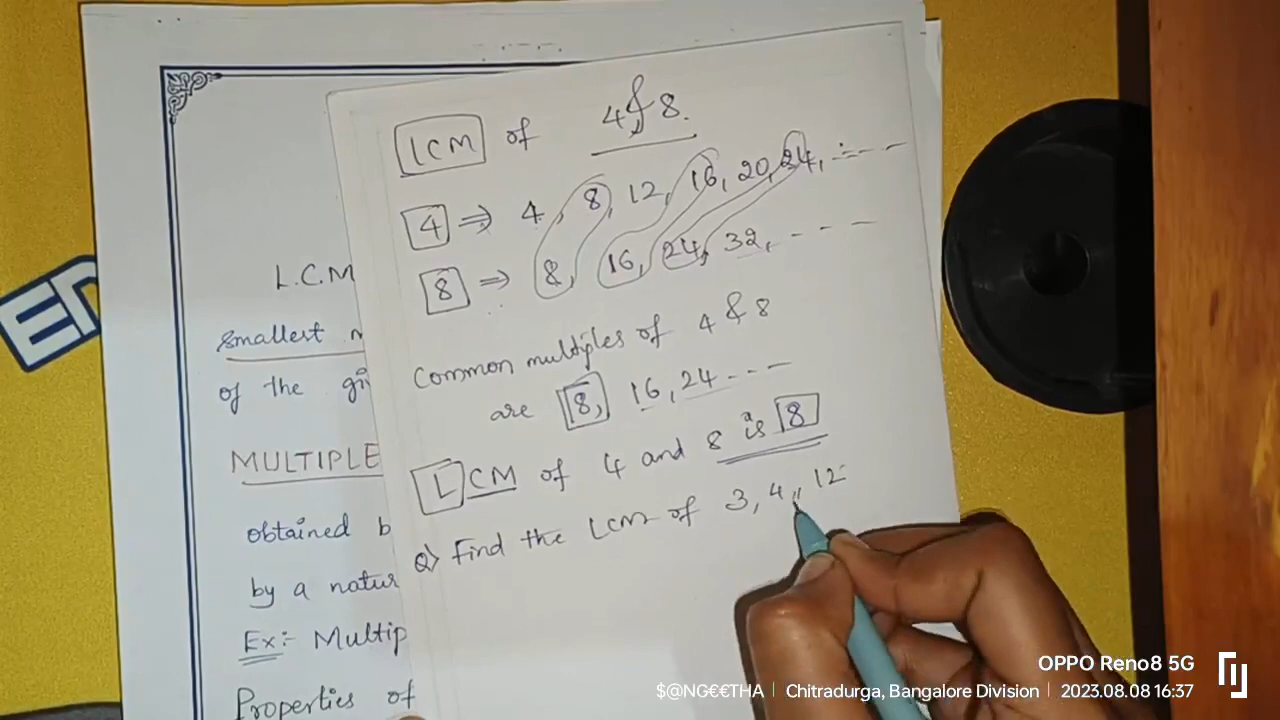 LCM of 4 & 8.
4 ⇒ 4, 8, 12, 16, 20, 24, - - -
8 ⇒ 8, 16, 24, 32, - - -
Common multiples of 4 & 8
are 8, 16, 24 - - -
LCM of 4 and 8 is 8
Q) Find the LCM of 3, 4, 12
L.C.M
Smallest
of the
MULTIPLE
obtained b
by a natur
Ex:- Multip
Properties of
EN
OPPO Reno8 5G
$@NG€€THA | Chitradurga, Bangalore Division | 2023.08.08 16:37